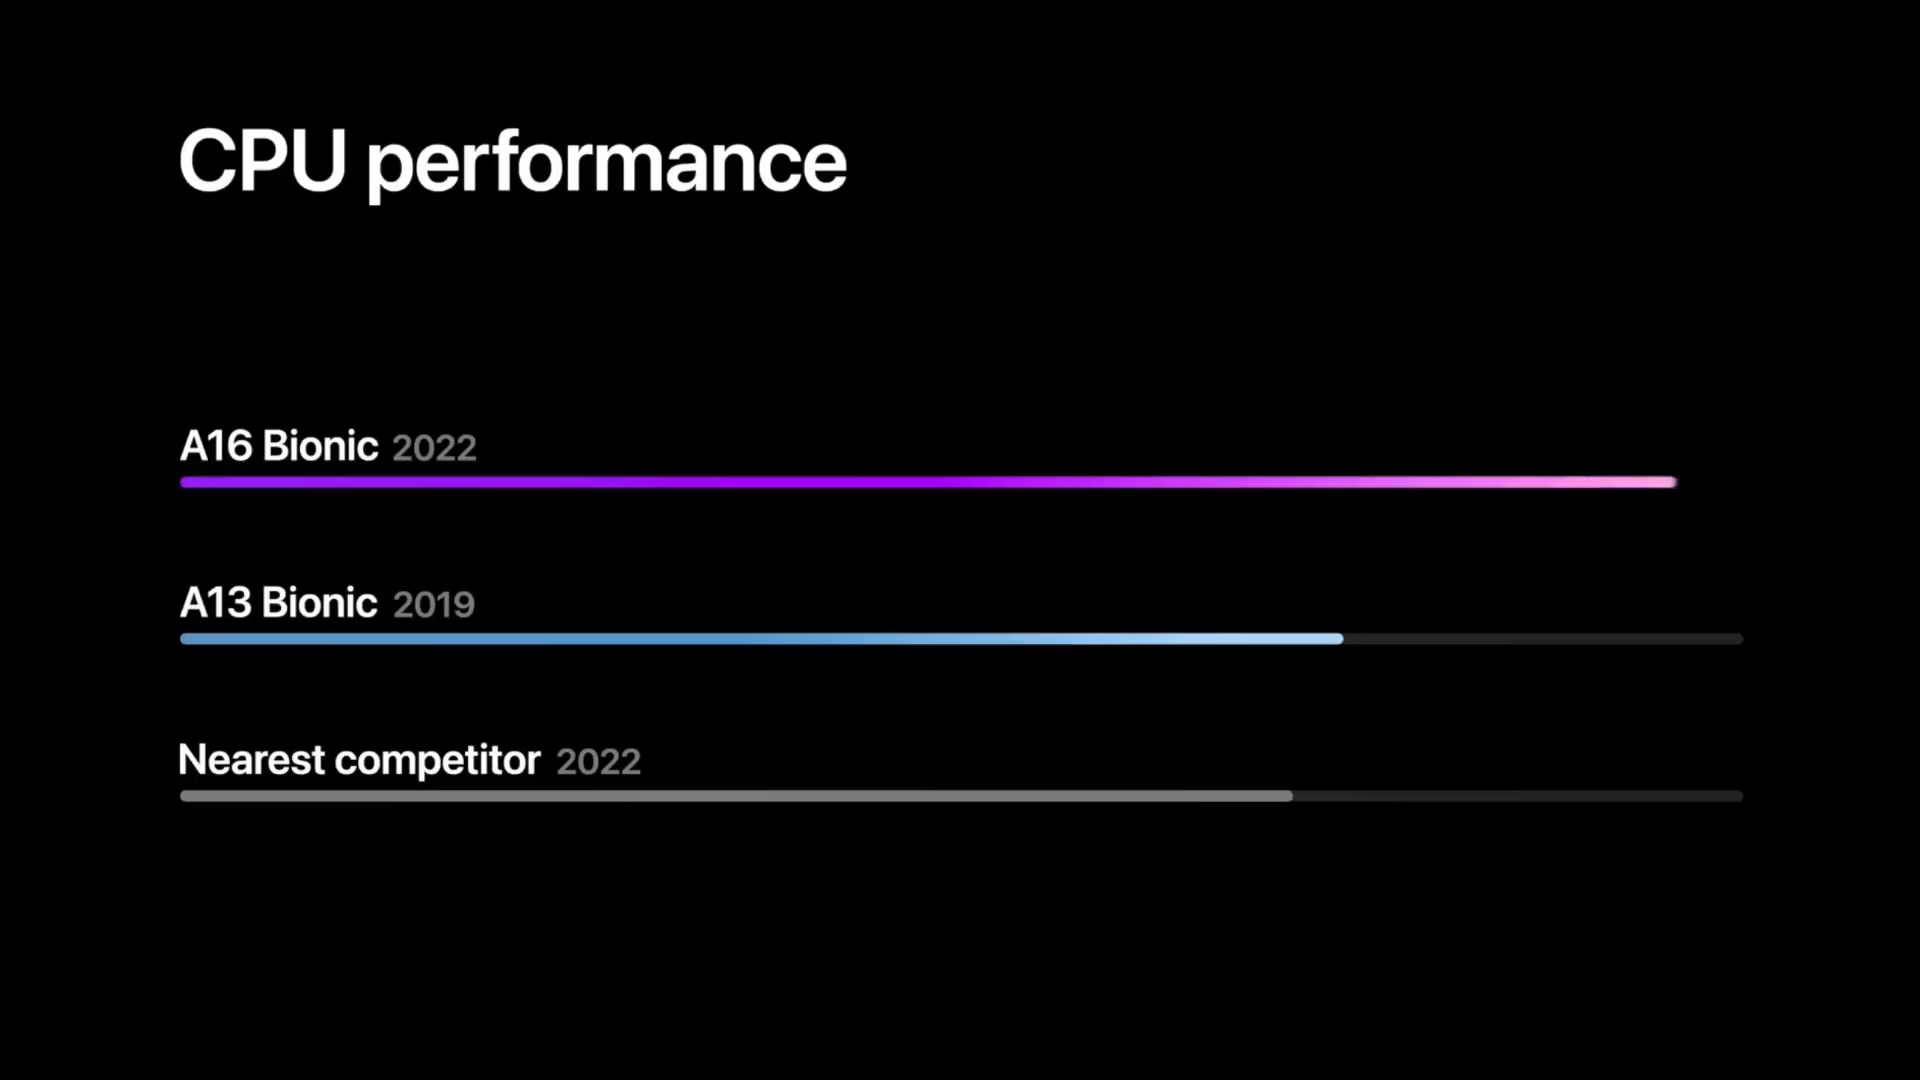 CPU performance
A16 Bionic 2022
A13 Bionic 2019
Nearest competitor 2022